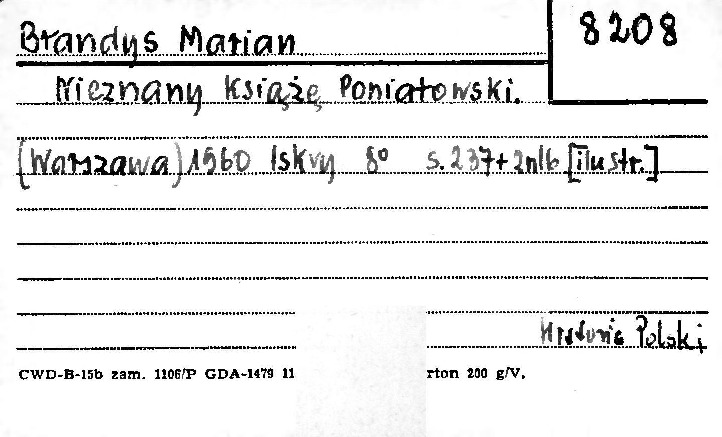 Brandys Marian
8208
Nieznany Książę Poniatowski.
(Warszawa) 1960 Iskry 8° s. 237+2nlb [ilustr.]
Historia Polski
CWD-B-15b zam. 1106/P GDA-1479 11 rton 200 g/V.